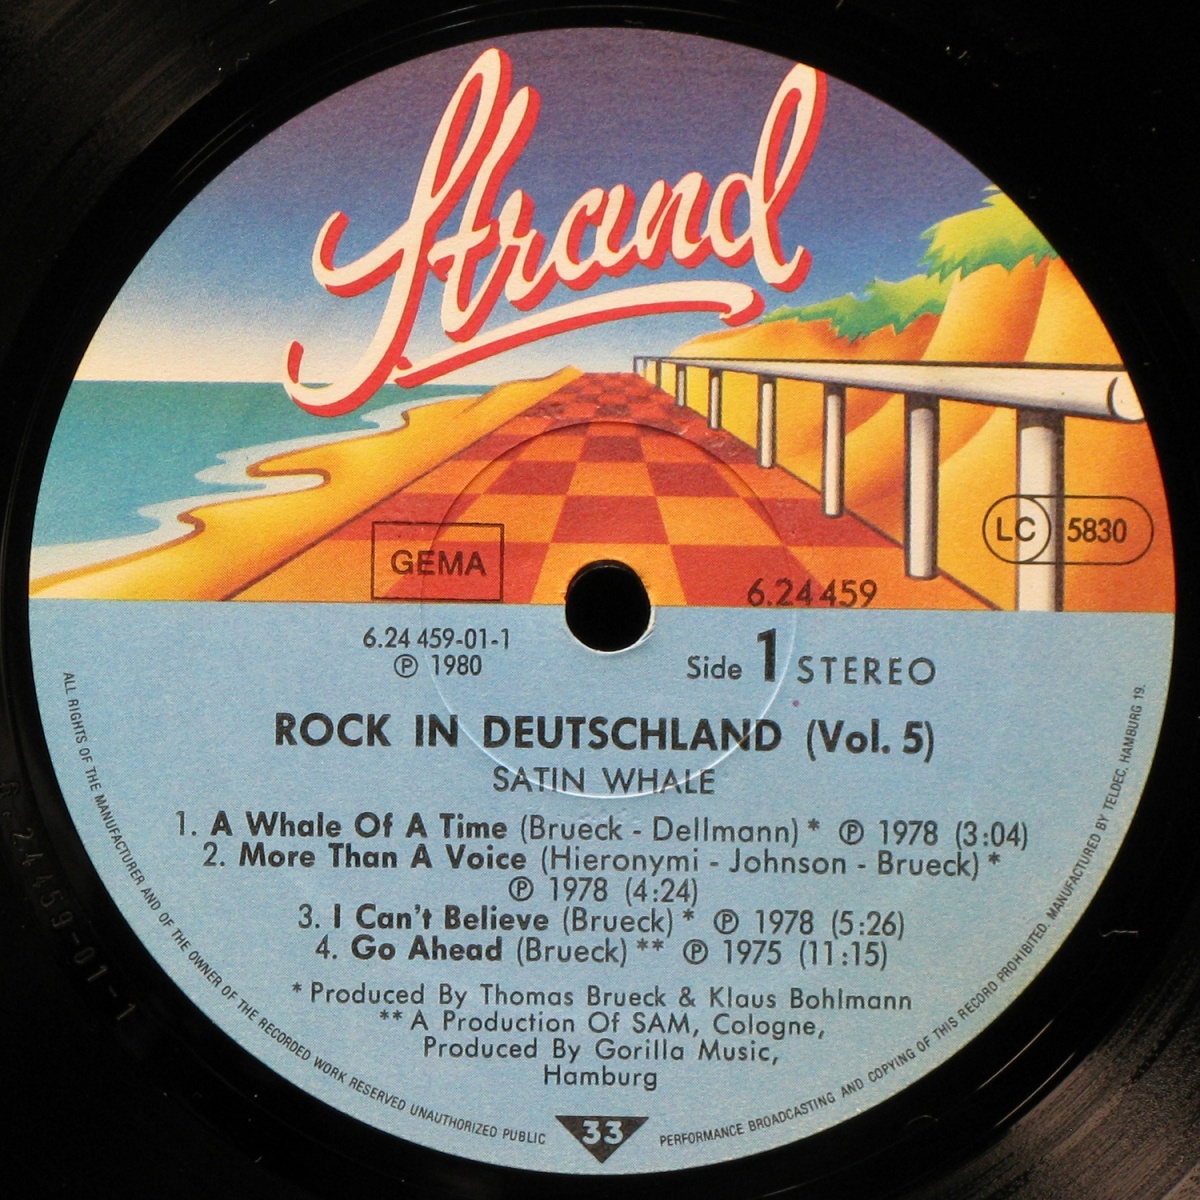 Strand
GEMA
LC 5830
6.24 459
6.24 459-01-1
℗ 1980
Side 1 STEREO
ROCK IN DEUTSCHLAND (Vol. 5)
SATIN WHALE
1. A Whale Of A Time (Brueck - Dellmann) * ℗ 1978 (3:04)
2. More Than A Voice (Hieronymi - Johnson - Brueck) *
℗ 1978 (4:24)
3. I Can't Believe (Brueck) * ℗ 1978 (5:26)
4. Go Ahead (Brueck) ** ℗ 1975 (11:15)
* Produced By Thomas Brueck & Klaus Bohlmann
** A Production Of SAM, Cologne,
Produced By Gorilla Music,
Hamburg
33
ALL RIGHTS OF THE MANUFACTURER AND OF THE OWNER OF THE RECORDED WORK RESERVED UNAUTHORIZED PUBLIC PERFORMANCE BROADCASTING AND COPYING OF THIS RECORD PROHIBITED. MANUFACTURED BY TELDEC, HAMBURG 19.
6.24459-01-1